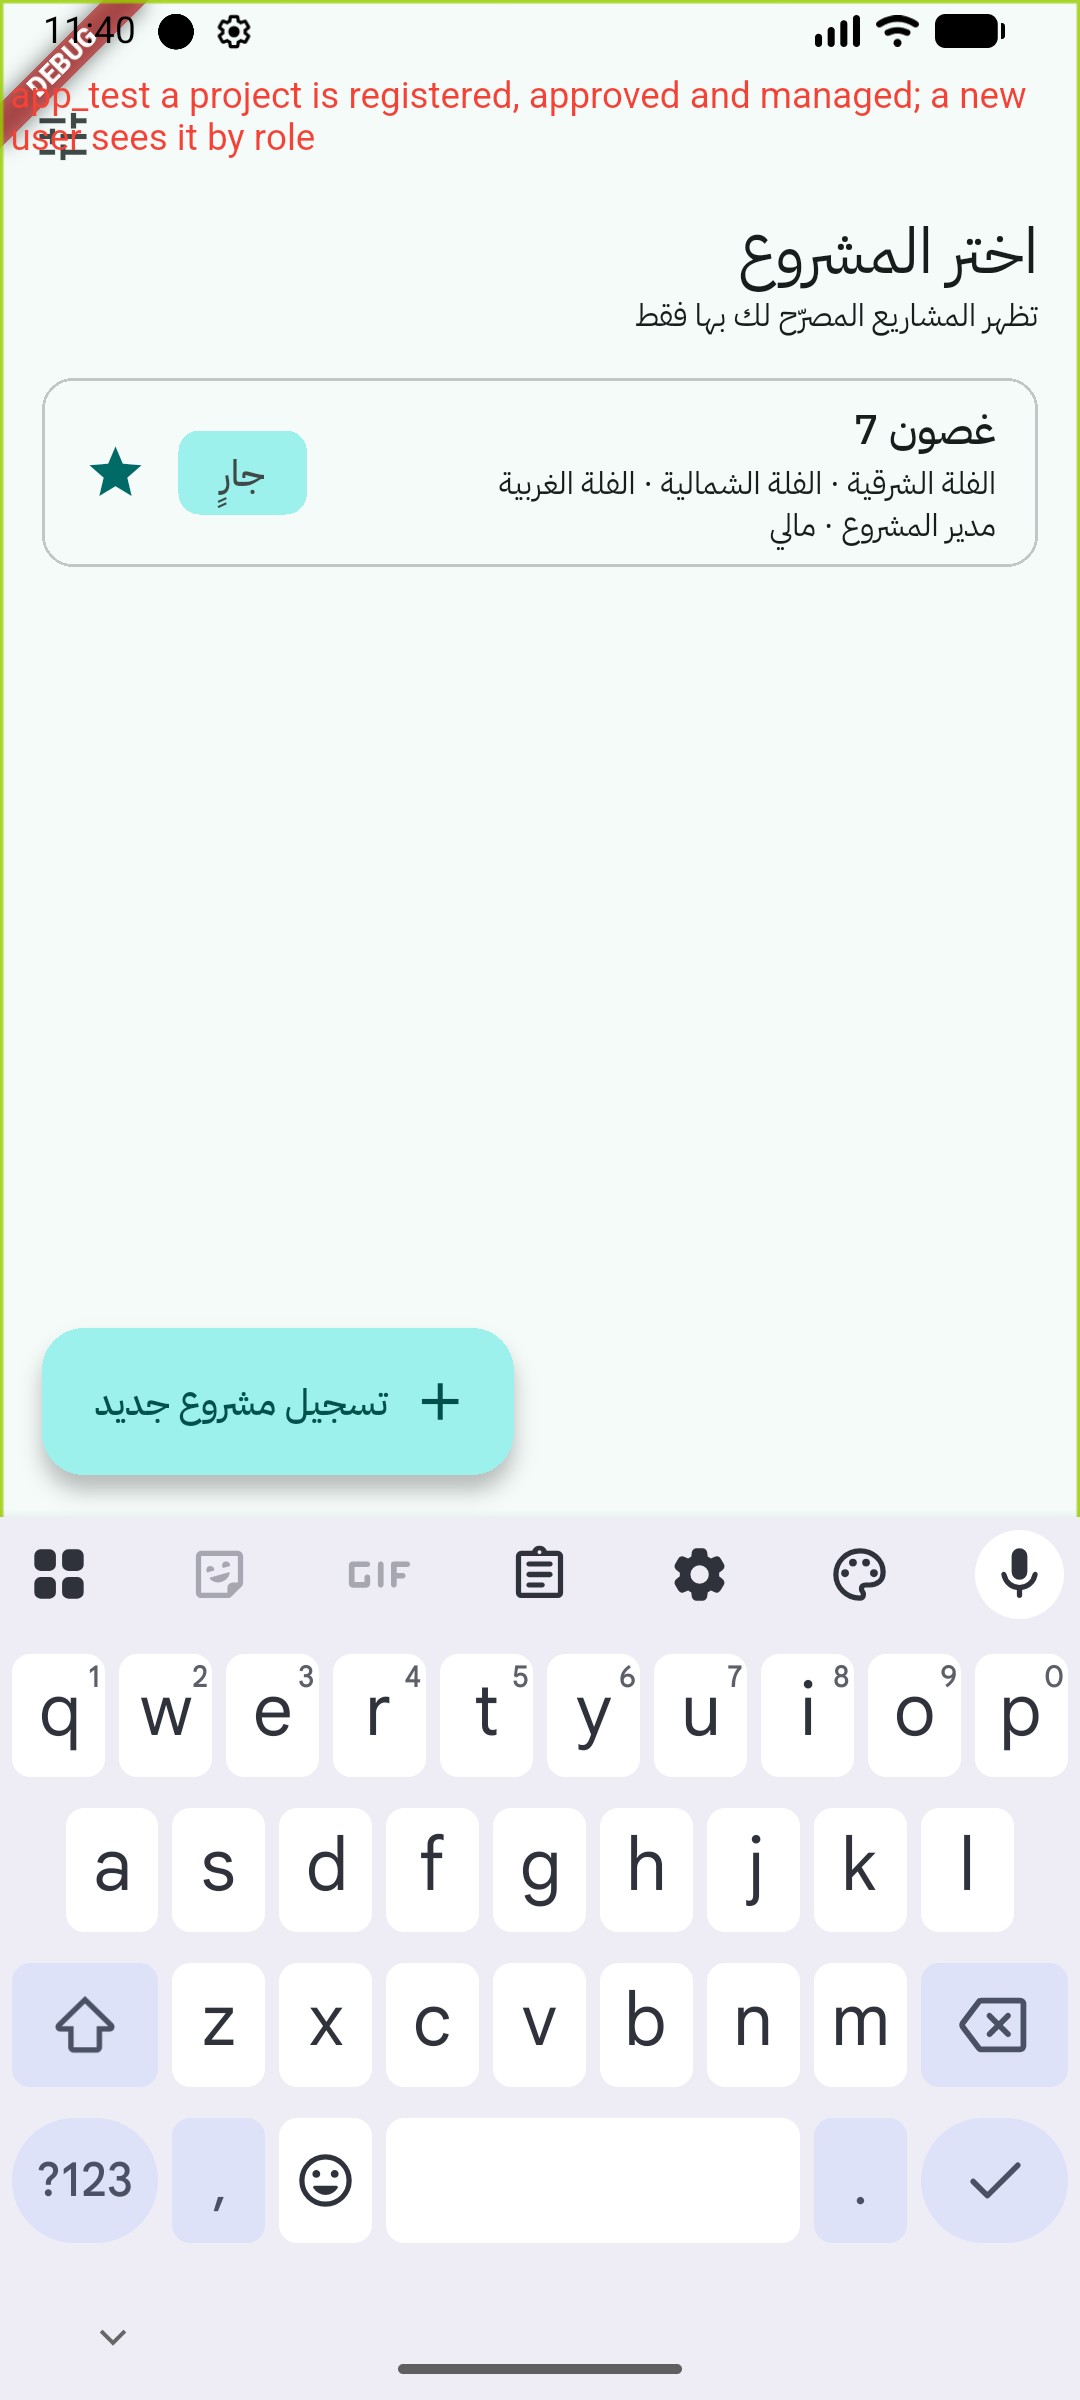 11:40
DEBUG
app_test a project is registered, approved and managed; a new
user sees it by role
اختر المشروع
تظهر المشاريع المصرّح لك بها فقط
غصون 7
الفلة الشرقية · الفلة الشمالية · الفلة الغربية
مدير المشروع · مالي
جارٍ
تسجيل مشروع جديد
GIF
q 1 w 2 e 3 r 4 t 5 y 6 u 7 i 8 o 9 p 0
a s d f g h j k l
z x c v b n m
?123 , .